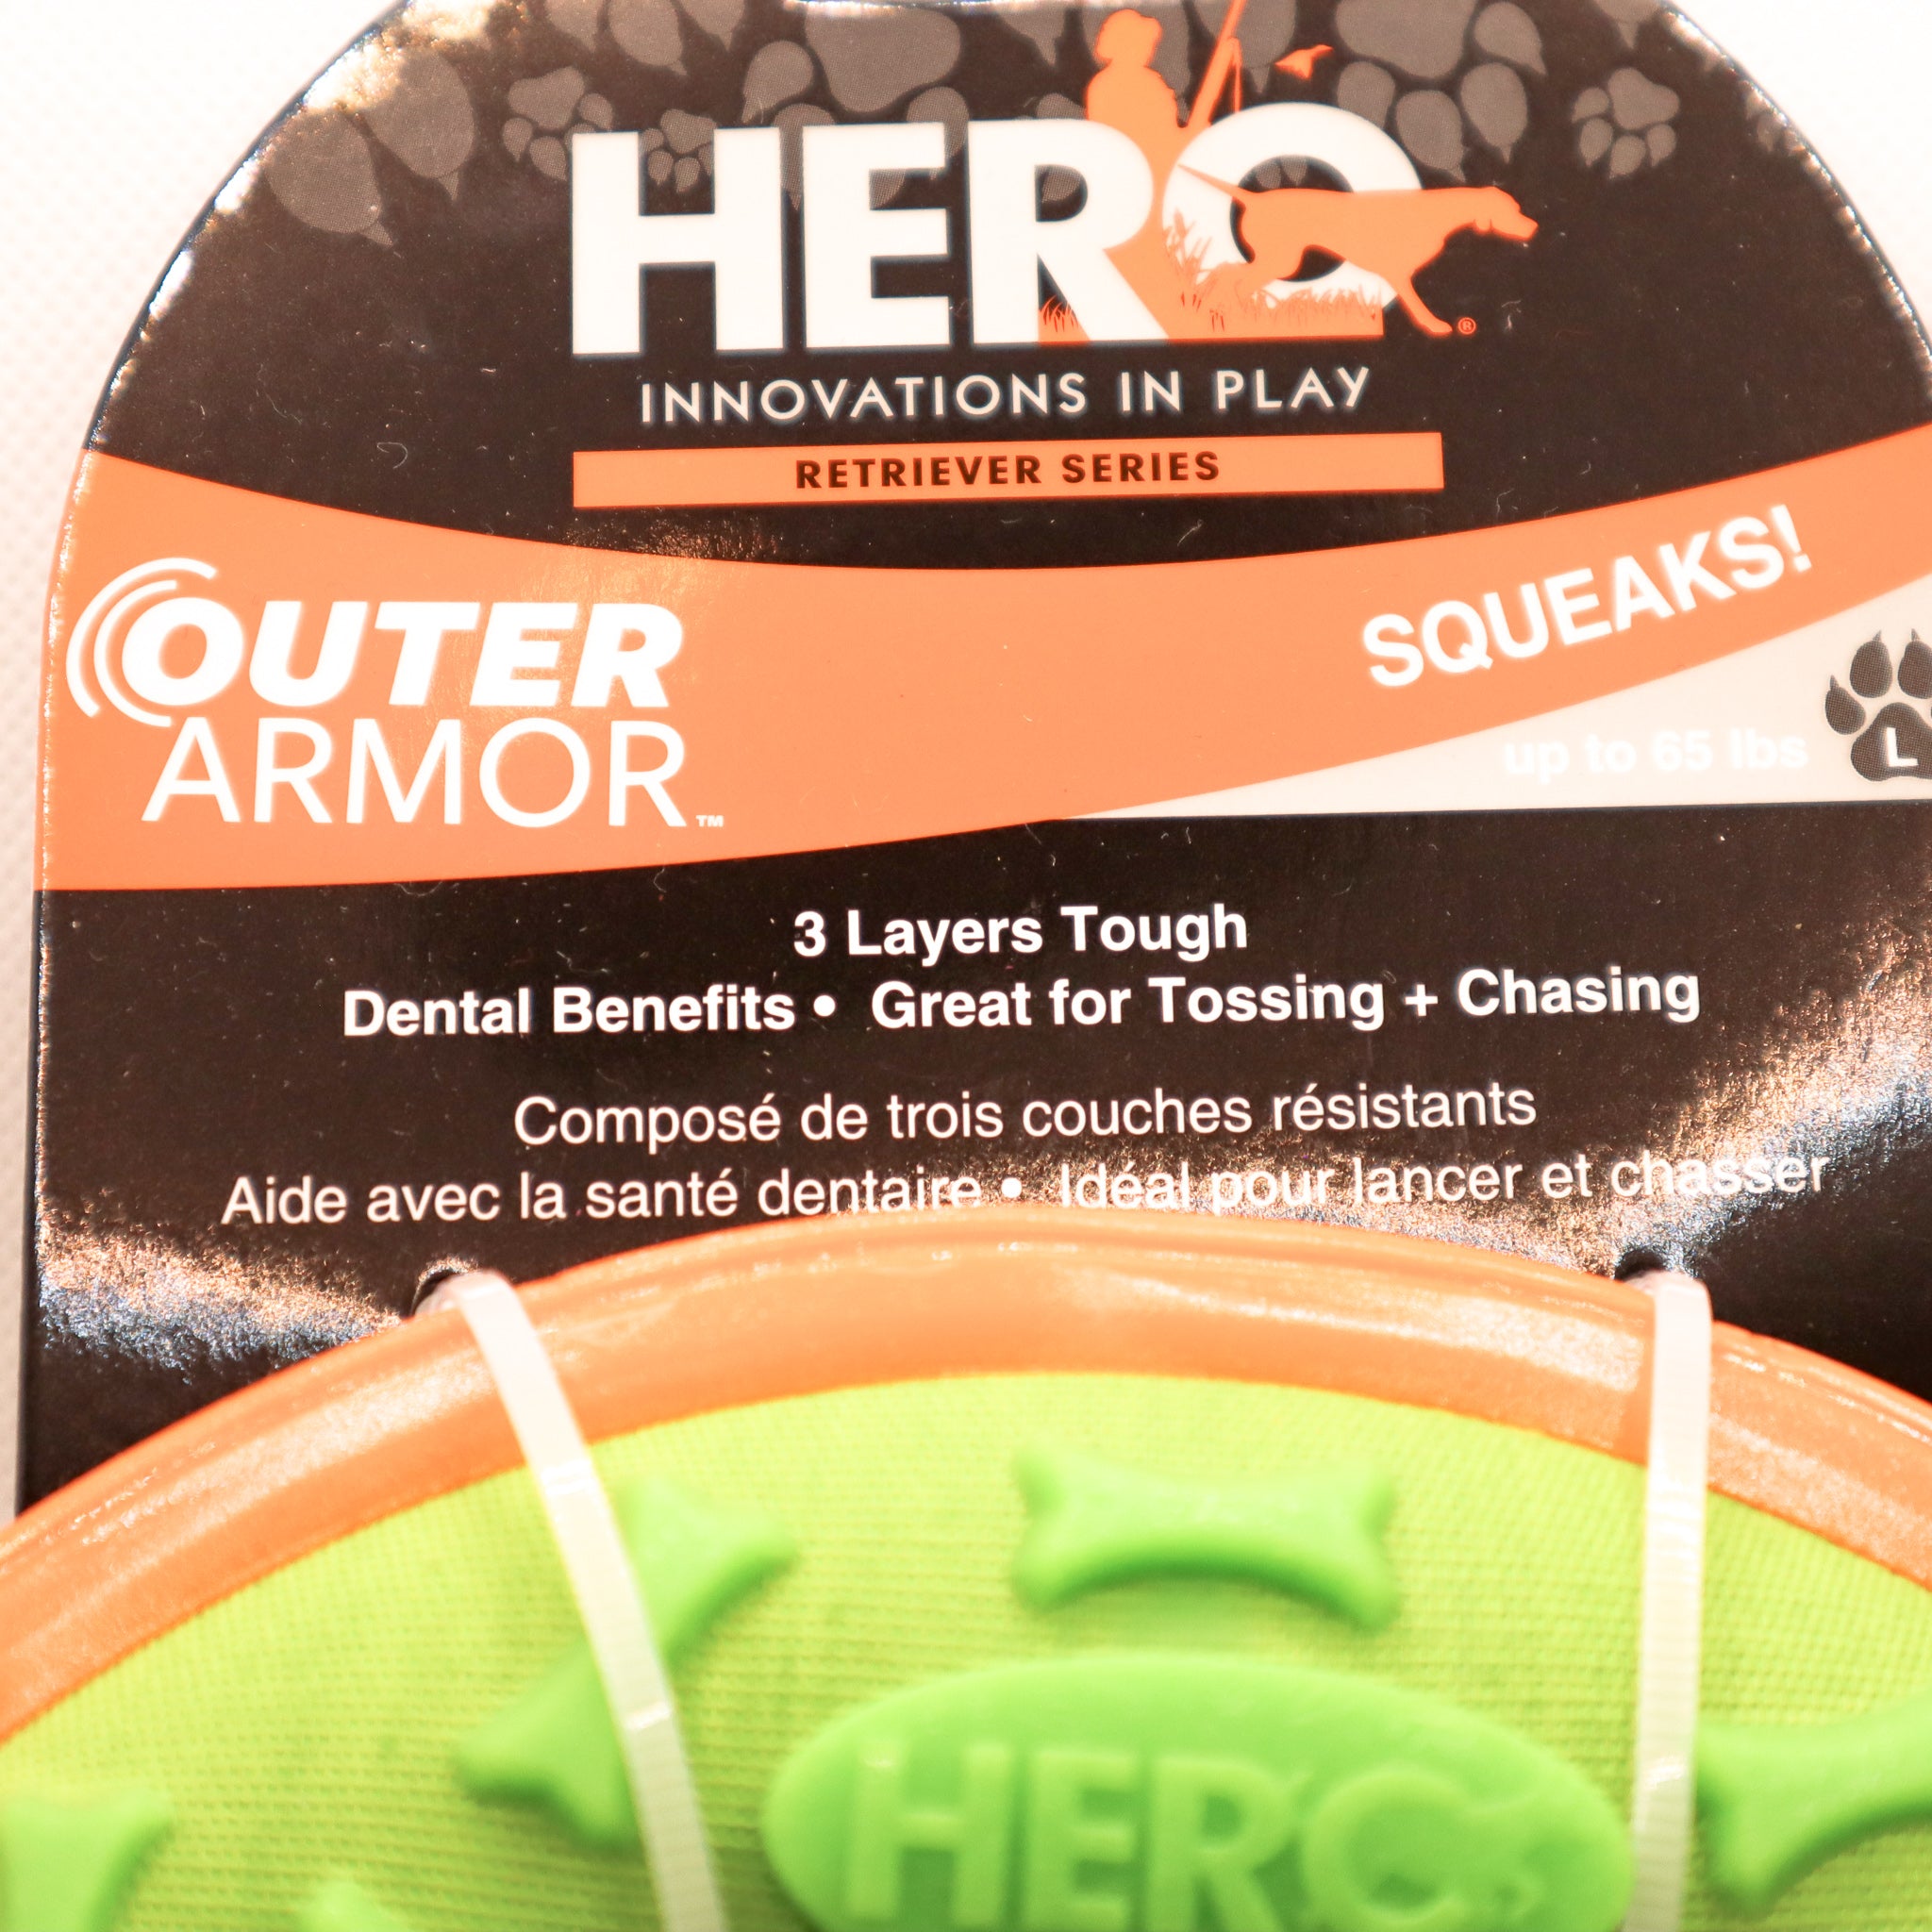 HERO®
INNOVATIONS IN PLAY
RETRIEVER SERIES
SQUEAKS!
OUTER
ARMOR™
up to 65 lbs
L
3 Layers Tough
Dental Benefits • Great for Tossing + Chasing
Composé de trois couches résistants
Aide avec la santé dentaire • Idéal pour lancer et chasser
HERO